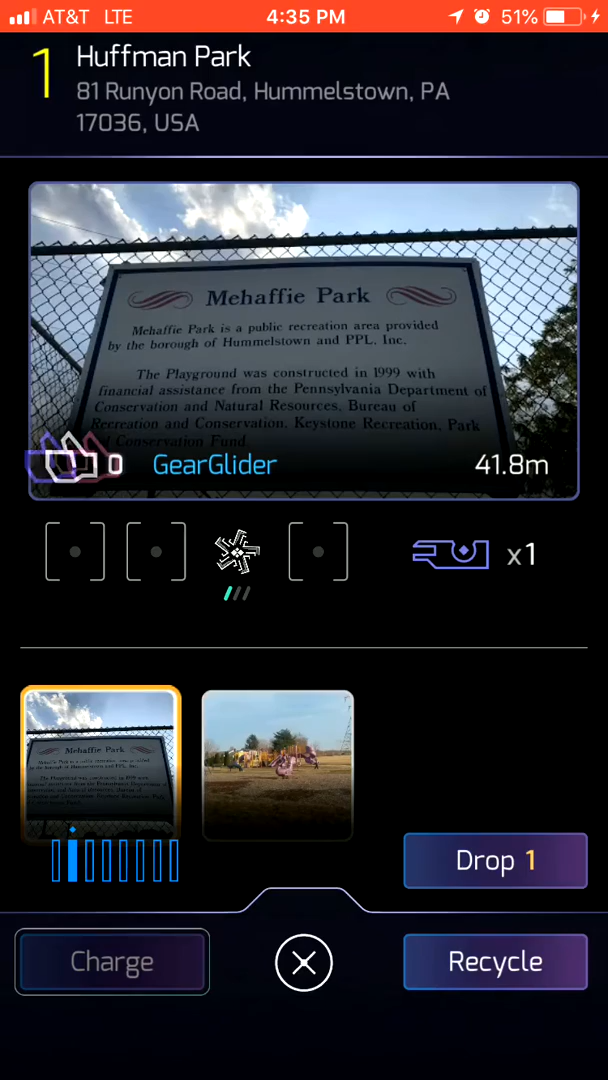 AT&T LTE 4:35 PM 51%
1 Huffman Park
81 Runyon Road, Hummelstown, PA
17036, USA
Mehaffie Park
Mehaffie Park is a public recreation area provided
by the borough of Hummelstown and PPL, Inc.
The Playground was constructed in 1999 with
financial assistance from the Pennsylvania Department of
Conservation and Natural Resources, Bureau of
Recreation and Conservation, Keystone Recreation, Park
Conservation Fund.
0 GearGlider 41.8m
x1
Mehaffie Park
Drop 1
Charge
Recycle